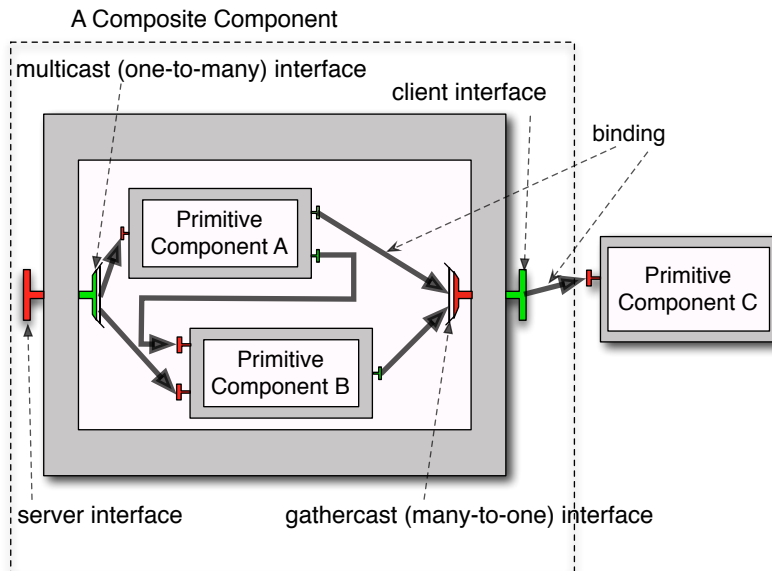 A Composite Component
multicast (one-to-many) interface
client interface
binding
Primitive
Component A
Primitive
Component C
Primitive
Component B
server interface
gathercast (many-to-one) interface